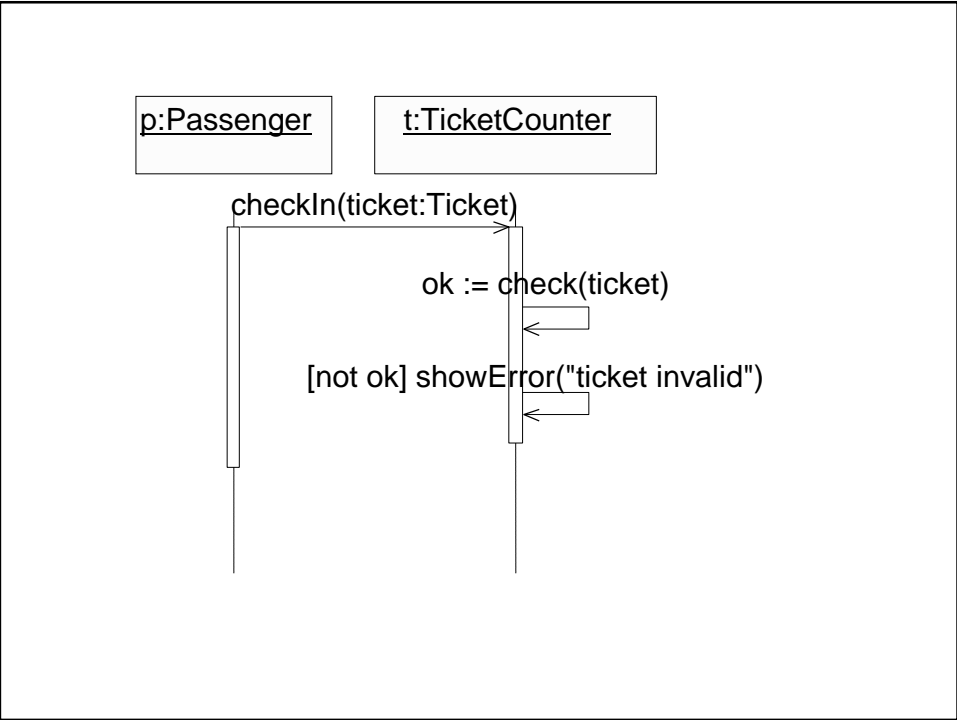 p:Passenger
t:TicketCounter
checkIn(ticket:Ticket)
ok := check(ticket)
[not ok] showError("ticket invalid")